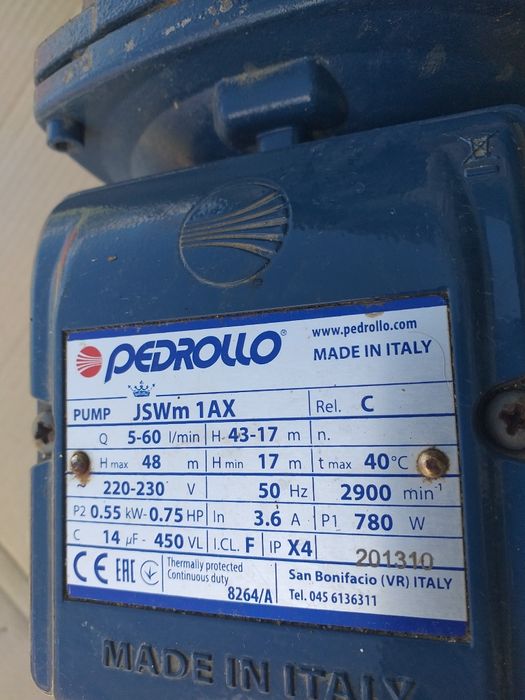 PEDROLLO®
www.pedrollo.com
MADE IN ITALY
PUMP JSWm 1AX Rel. C
Q 5-60 l/min H 43-17 m n.
H max 48 m H min 17 m t max 40°C
220-230 V 50 Hz 2900 min⁻¹
P2 0.55 kW-0.75 HP In 3.6 A P1 780 W
C 14 µF - 450 VL I.CL. F IP X4
201310
CE EAC Thermally protected
Continuous duty
8264/A
San Bonifacio (VR) ITALY
Tel. 045 6136311
MADE IN ITALY